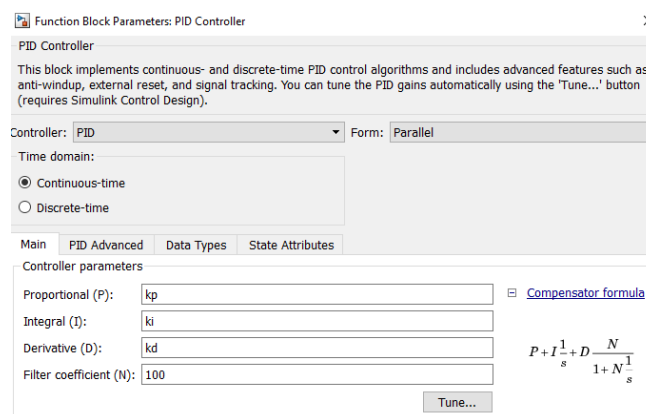 Function Block Parameters: PID Controller
PID Controller
This block implements continuous- and discrete-time PID control algorithms and includes advanced features such as
anti-windup, external reset, and signal tracking. You can tune the PID gains automatically using the 'Tune...' button
(requires Simulink Control Design).
Controller: PID Form: Parallel
Time domain:
Continuous-time
Discrete-time
Main PID Advanced Data Types State Attributes
Controller parameters
Proportional (P): kp Compensator formula
Integral (I): ki
Derivative (D): kd
P+I 1/s +D N/(1+N 1/s)
Filter coefficient (N): 100
Tune...